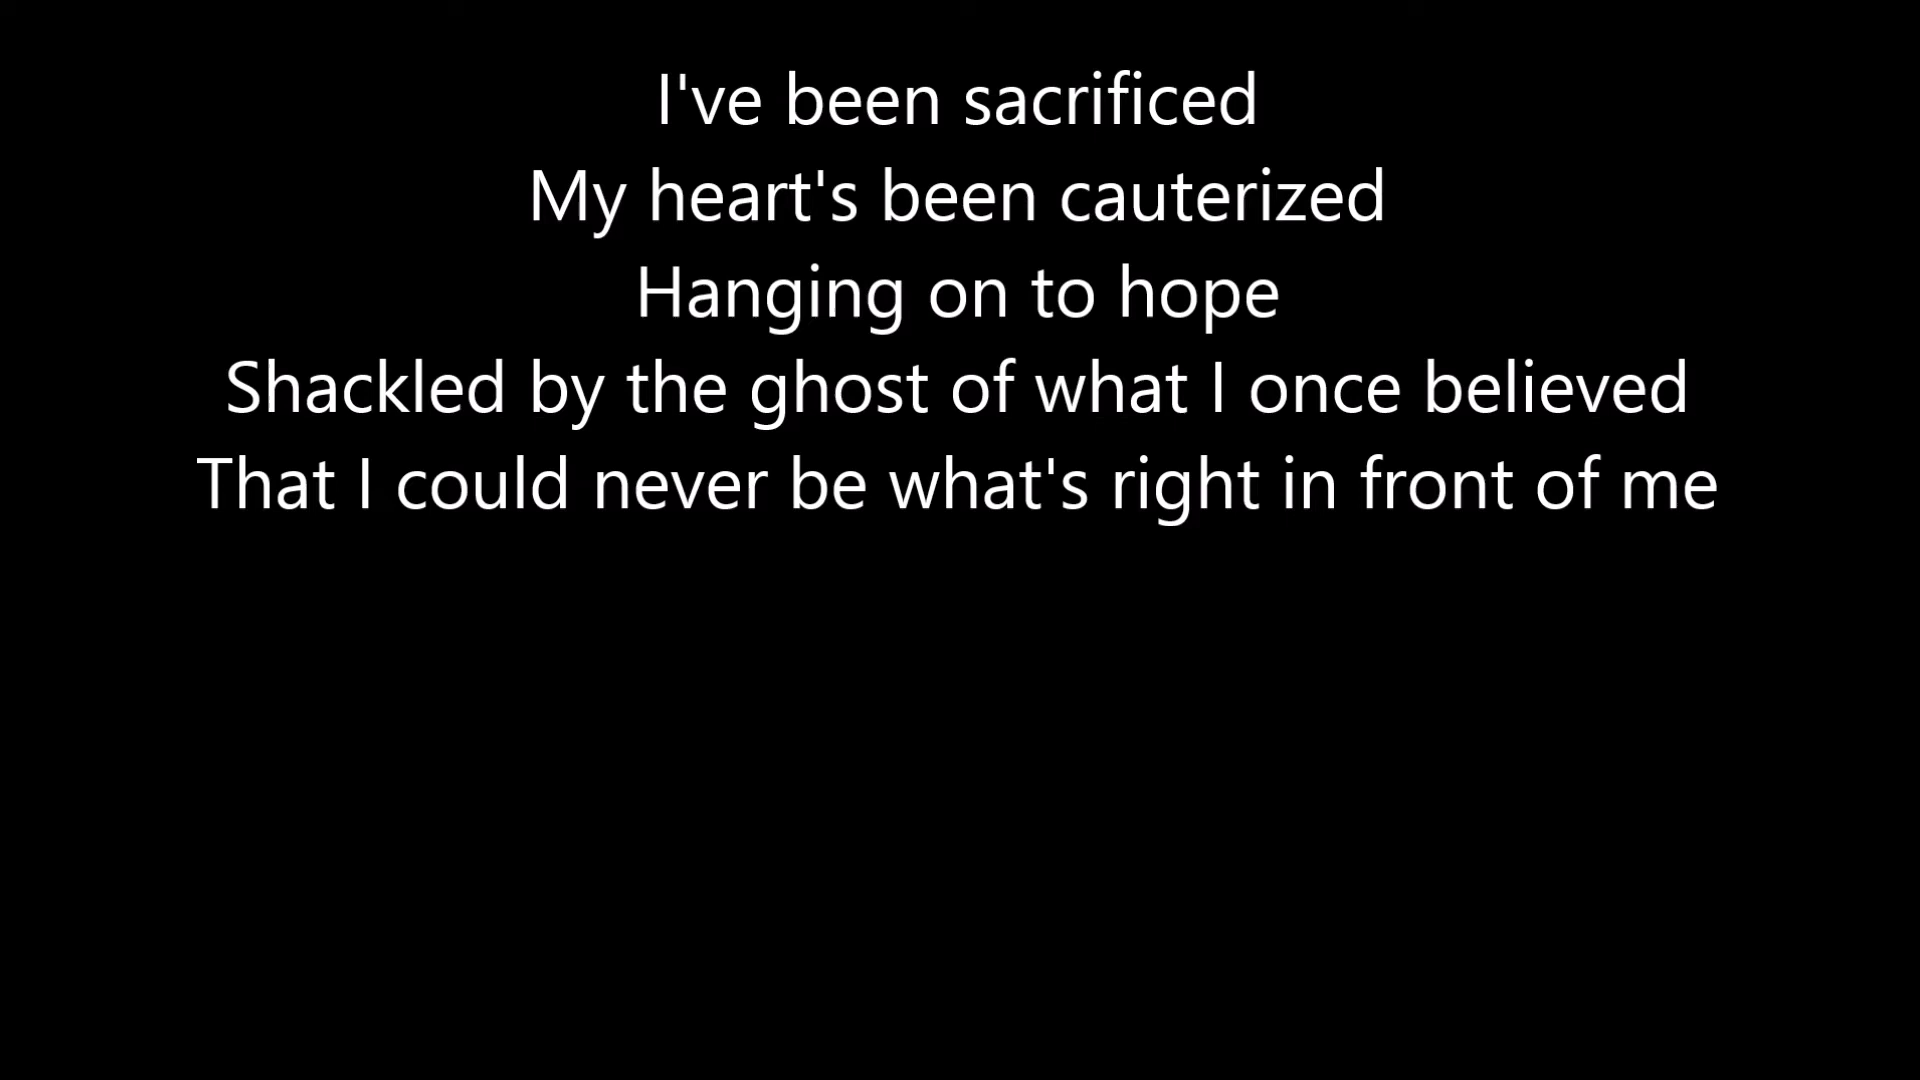 I've been sacrificed
My heart's been cauterized
Hanging on to hope
Shackled by the ghost of what I once believed
That I could never be what's right in front of me